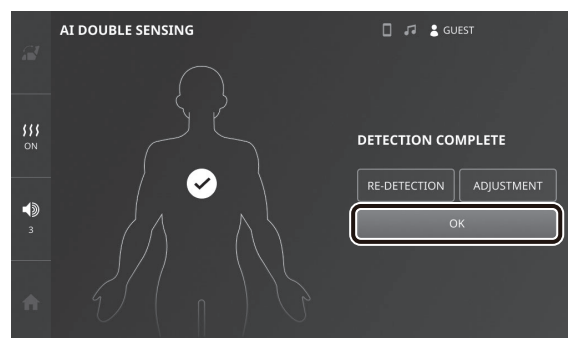 AI DOUBLE SENSING
GUEST
ON
3
DETECTION COMPLETE
RE-DETECTION
ADJUSTMENT
OK